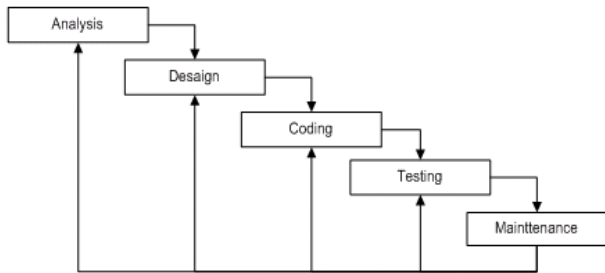 Analysis
Desaign
Coding
Testing
Mainttenance